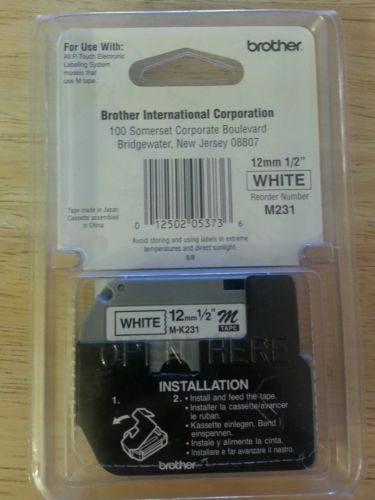 For Use With:
All P-Touch Electronic
Labeling System
models that
use M tape.
brother.
Brother International Corporation
100 Somerset Corporate Boulevard
Bridgewater, New Jersey 08807
12mm 1/2"
WHITE
Reorder Number
M231
Tape made in Japan
Cassette assembled
in China
0 12502 05373 6
Avoid storing and using labels in extreme
temperatures and direct sunlight.
WHITE 12mm 1/2" M
M-K231 TAPE
OPEN HERE
INSTALLATION
1. 2. • Install and feed the tape.
• Installer la cassette/avancer
le ruban.
• Kassette einlegen, Band
einspannen.
• Instale y alimente la cinta.
• Installare e far avanzare il nastro.
brother